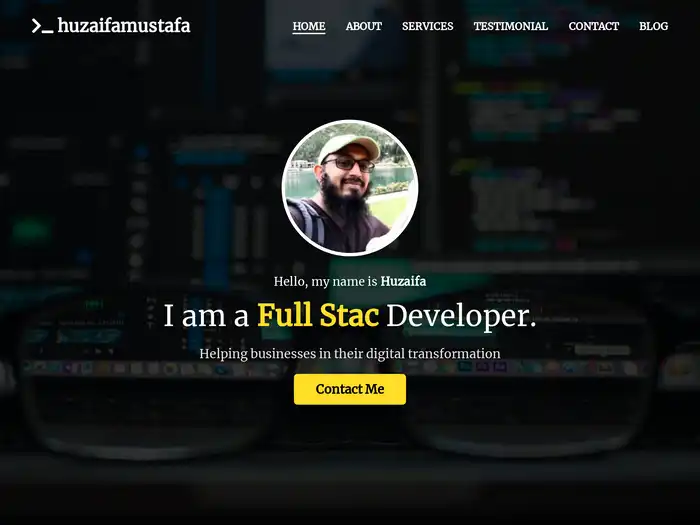 huzaifamustafa
HOME ABOUT SERVICES TESTIMONIAL CONTACT BLOG
Hello, my name is Huzaifa
I am a Full Stac Developer.
Helping businesses in their digital transformation
Contact Me